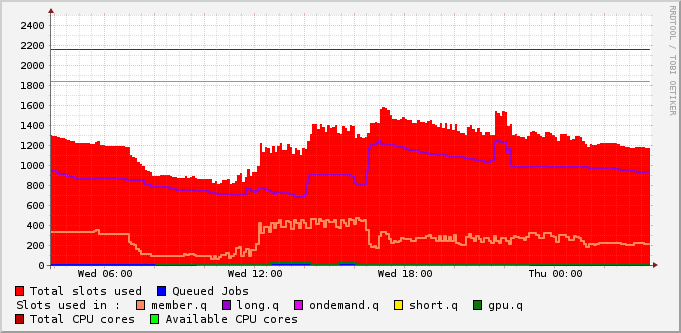 RRDTOOL / TOBI OETIKER
2400
2200
2000
1800
1600
1400
1200
1000
800
600
400
200
0
Wed 06:00 Wed 12:00 Wed 18:00 Thu 00:00
Total slots used Queued Jobs
Slots used in : member.q long.q ondemand.q short.q gpu.q
Total CPU cores Available CPU cores